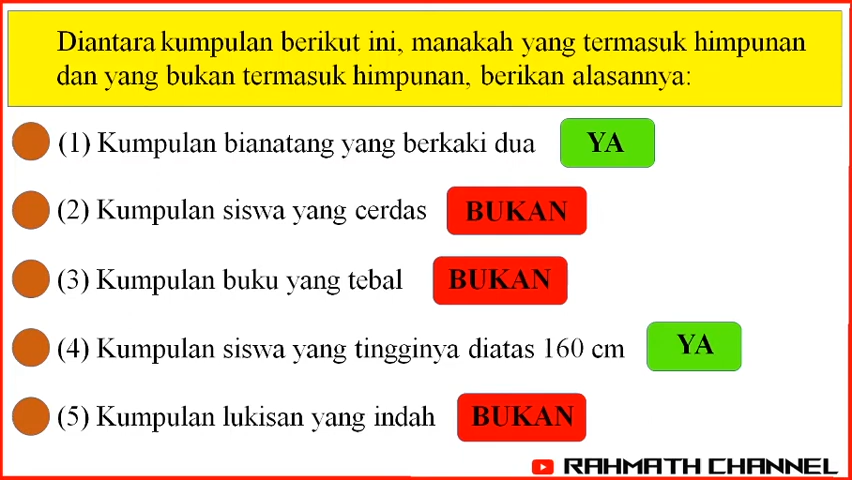 Diantara kumpulan berikut ini, manakah yang termasuk himpunan
dan yang bukan termasuk himpunan, berikan alasannya:
(1) Kumpulan bianatang yang berkaki dua YA
(2) Kumpulan siswa yang cerdas BUKAN
(3) Kumpulan buku yang tebal BUKAN
(4) Kumpulan siswa yang tingginya diatas 160 cm YA
(5) Kumpulan lukisan yang indah BUKAN
RAHMATH CHANNEL